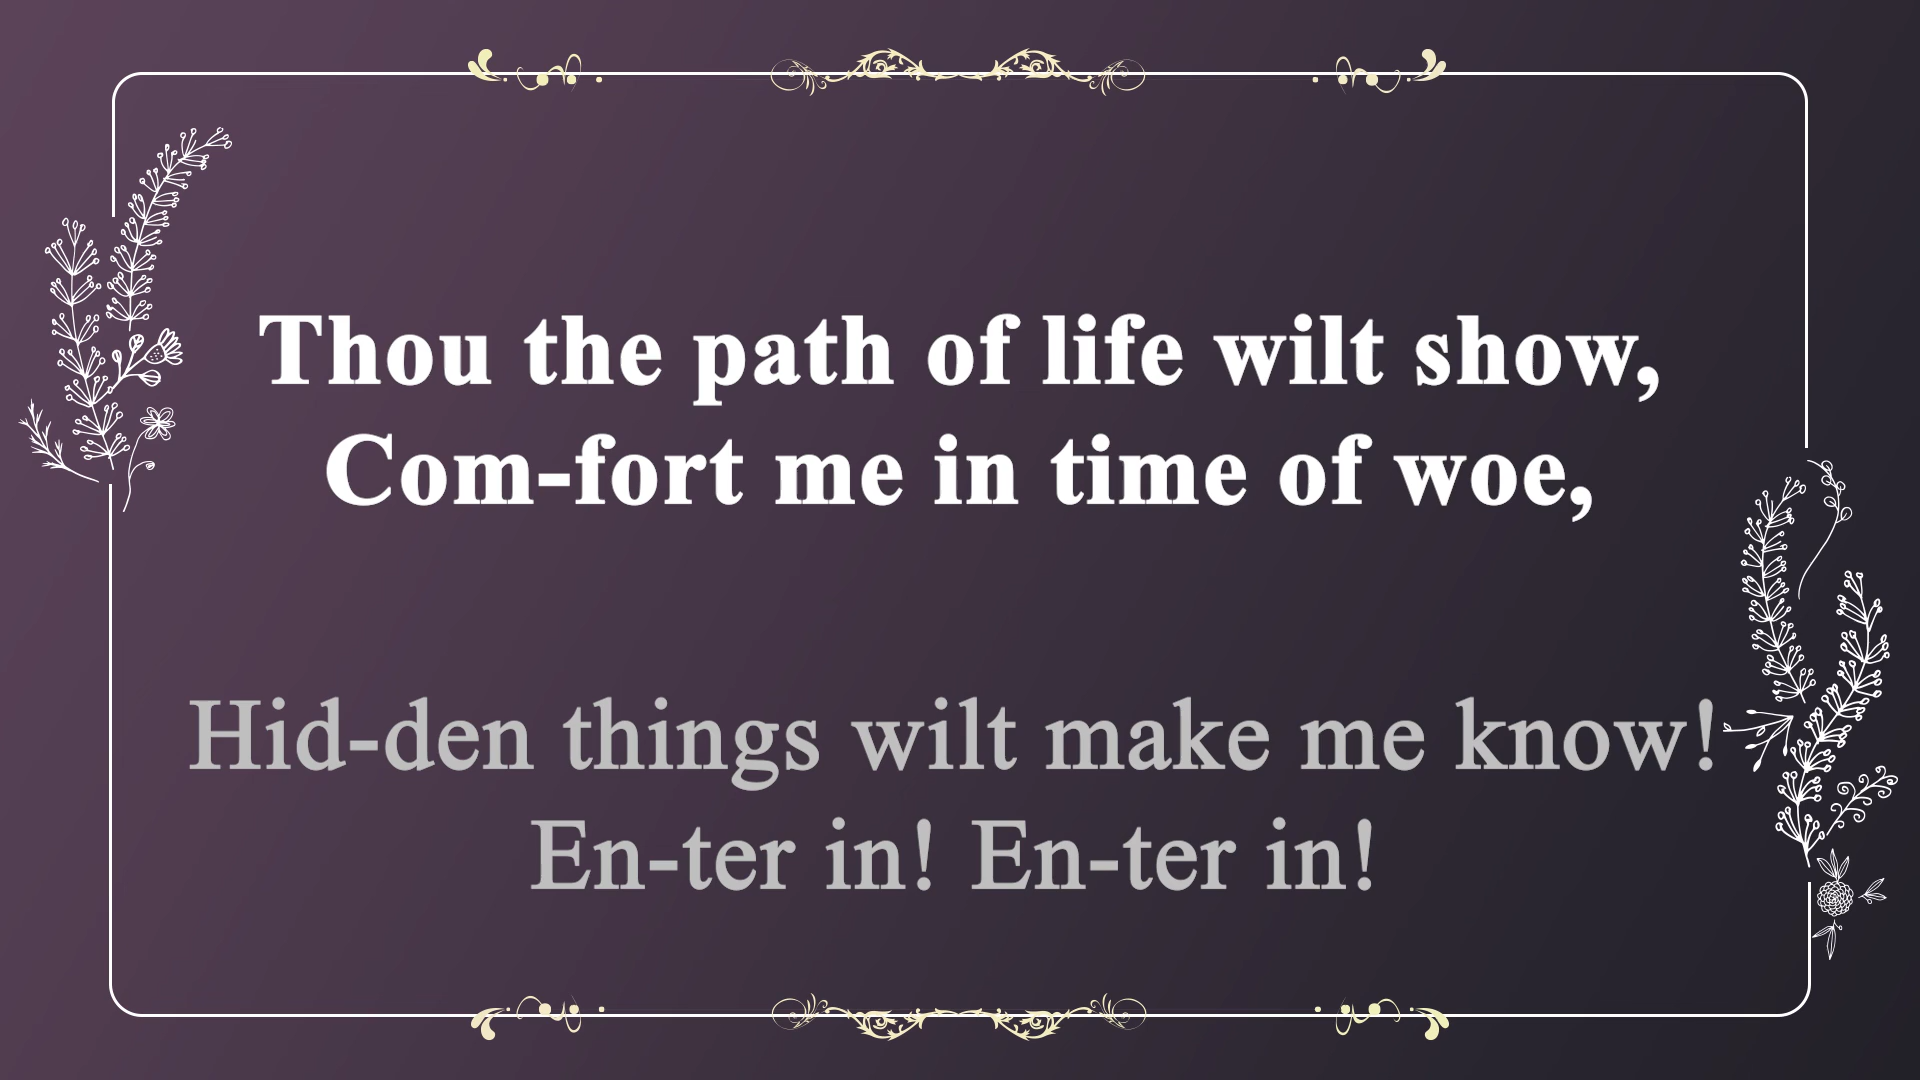 Thou the path of life wilt show,
Com-fort me in time of woe,
Hid-den things wilt make me know!
En-ter in! En-ter in!